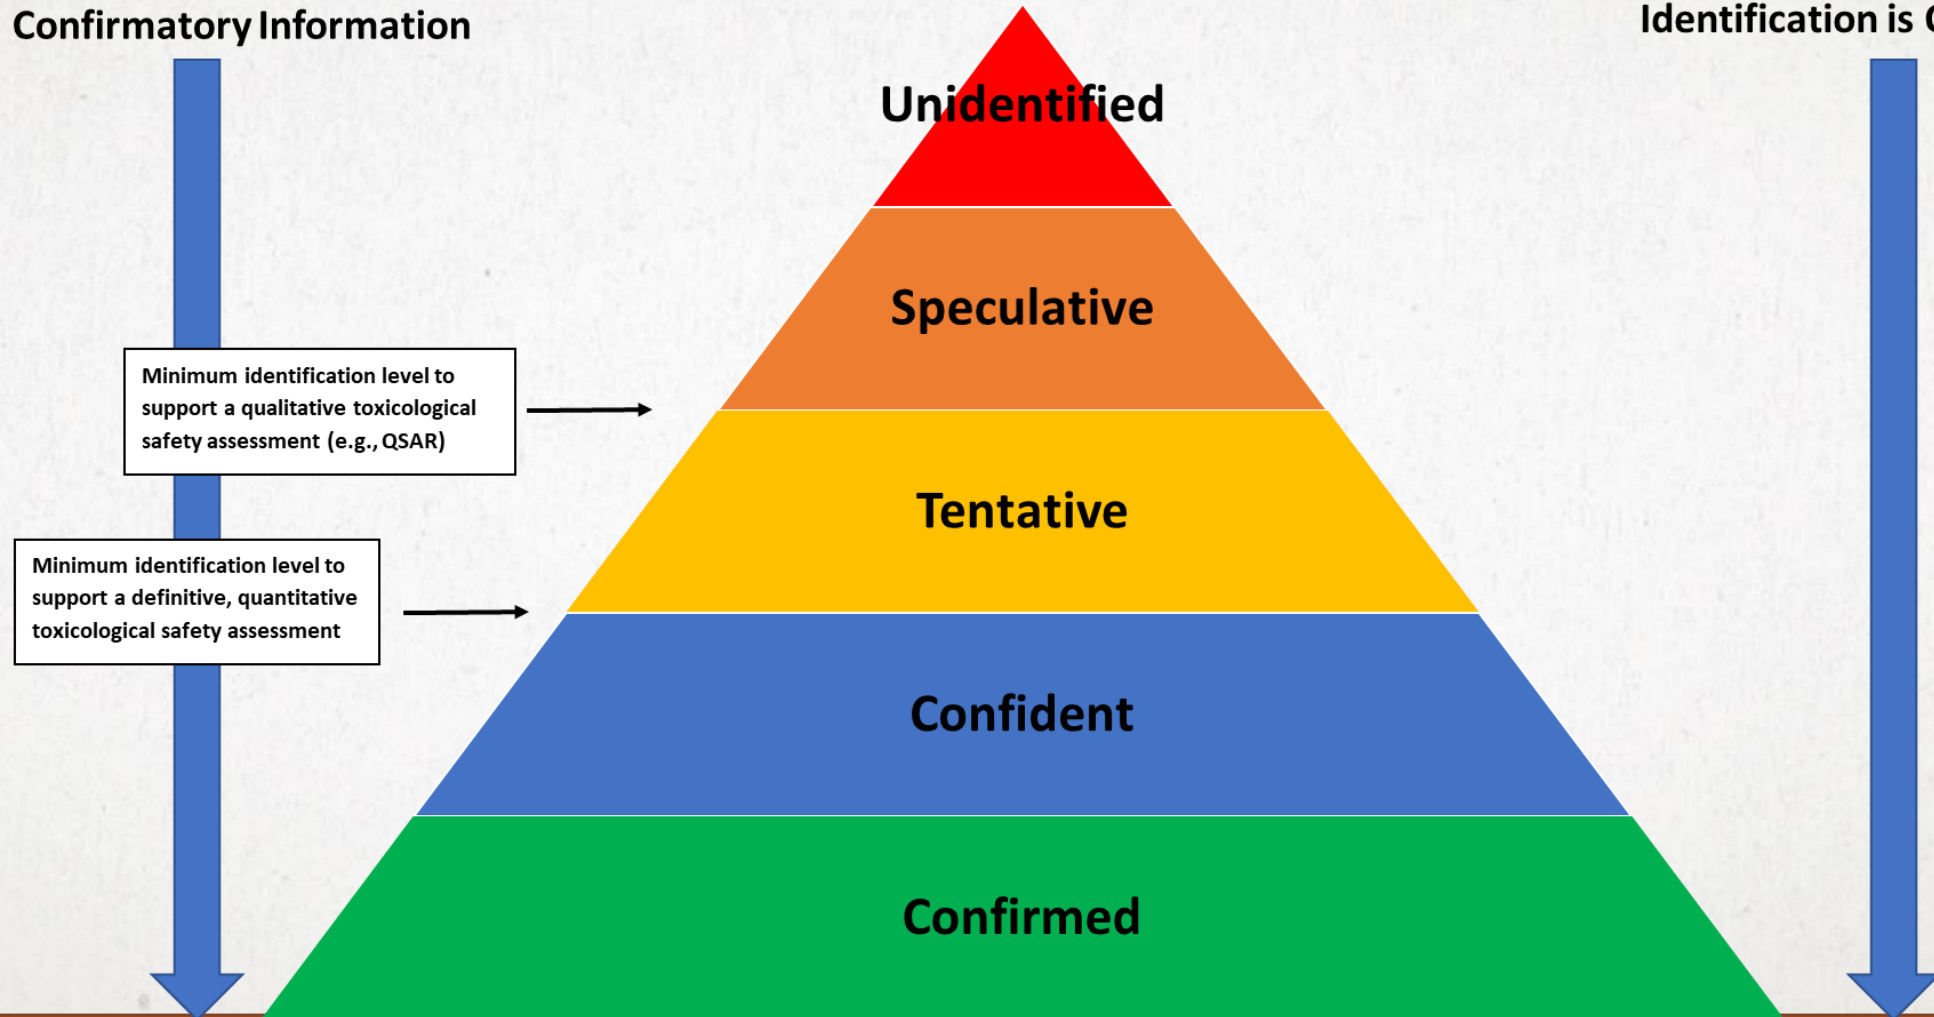 Confirmatory Information
Identification is
Unidentified
Speculative
Minimum identification level to
support a qualitative toxicological
safety assessment (e.g., QSAR)
Tentative
Minimum identification level to
support a definitive, quantitative
toxicological safety assessment
Confident
Confirmed